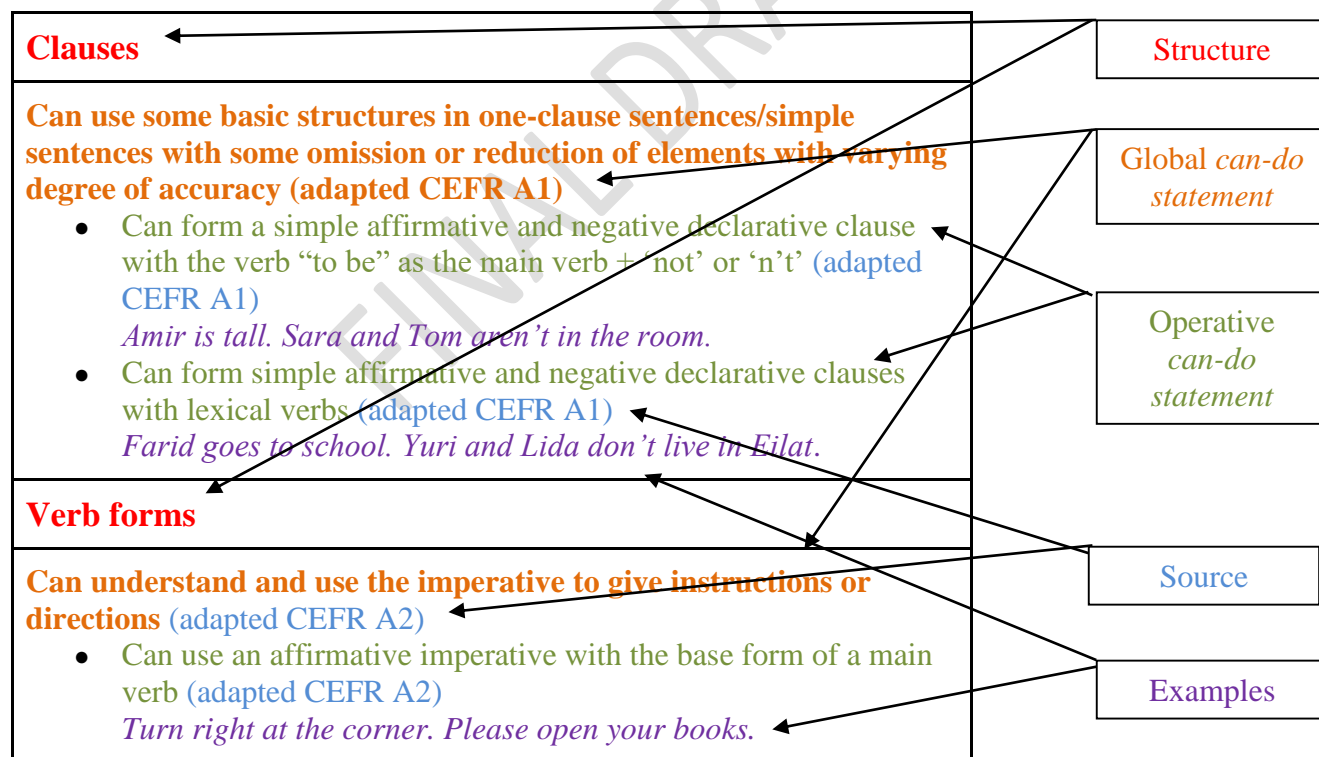 Clauses
Can use some basic structures in one-clause sentences/simple
sentences with some omission or reduction of elements with varying
degree of accuracy (adapted CEFR A1)
● Can form a simple affirmative and negative declarative clause
with the verb “to be” as the main verb + ‘not’ or ‘n’t’ (adapted
CEFR A1)
Amir is tall. Sara and Tom aren’t in the room.
● Can form simple affirmative and negative declarative clauses
with lexical verbs (adapted CEFR A1)
Farid goes to school. Yuri and Lida don’t live in Eilat.
Verb forms
Can understand and use the imperative to give instructions or
directions (adapted CEFR A2)
● Can use an affirmative imperative with the base form of a main
verb (adapted CEFR A2)
Turn right at the corner. Please open your books.
Structure
Global can-do
statement
Operative
can-do
statement
Source
Examples
FINAL DRA